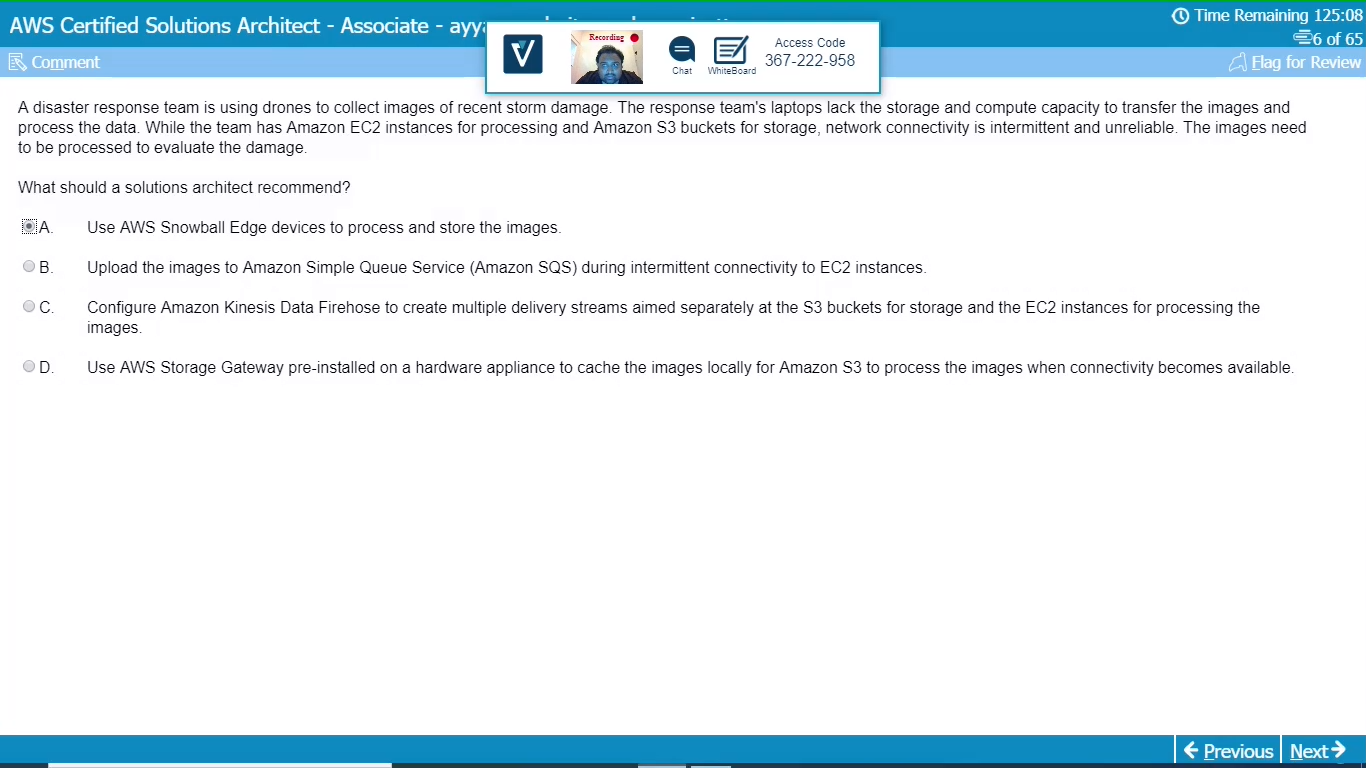 AWS Certified Solutions Architect - Associate - ayy
Time Remaining 125:08
6 of 65
Comment
Flag for Review
Recording
Chat
WhiteBoard
Access Code
367-222-958
A disaster response team is using drones to collect images of recent storm damage. The response team's laptops lack the storage and compute capacity to transfer the images and
process the data. While the team has Amazon EC2 instances for processing and Amazon S3 buckets for storage, network connectivity is intermittent and unreliable. The images need
to be processed to evaluate the damage.
What should a solutions architect recommend?
A. Use AWS Snowball Edge devices to process and store the images.
B. Upload the images to Amazon Simple Queue Service (Amazon SQS) during intermittent connectivity to EC2 instances.
C. Configure Amazon Kinesis Data Firehose to create multiple delivery streams aimed separately at the S3 buckets for storage and the EC2 instances for processing the
images.
D. Use AWS Storage Gateway pre-installed on a hardware appliance to cache the images locally for Amazon S3 to process the images when connectivity becomes available.
Previous
Next